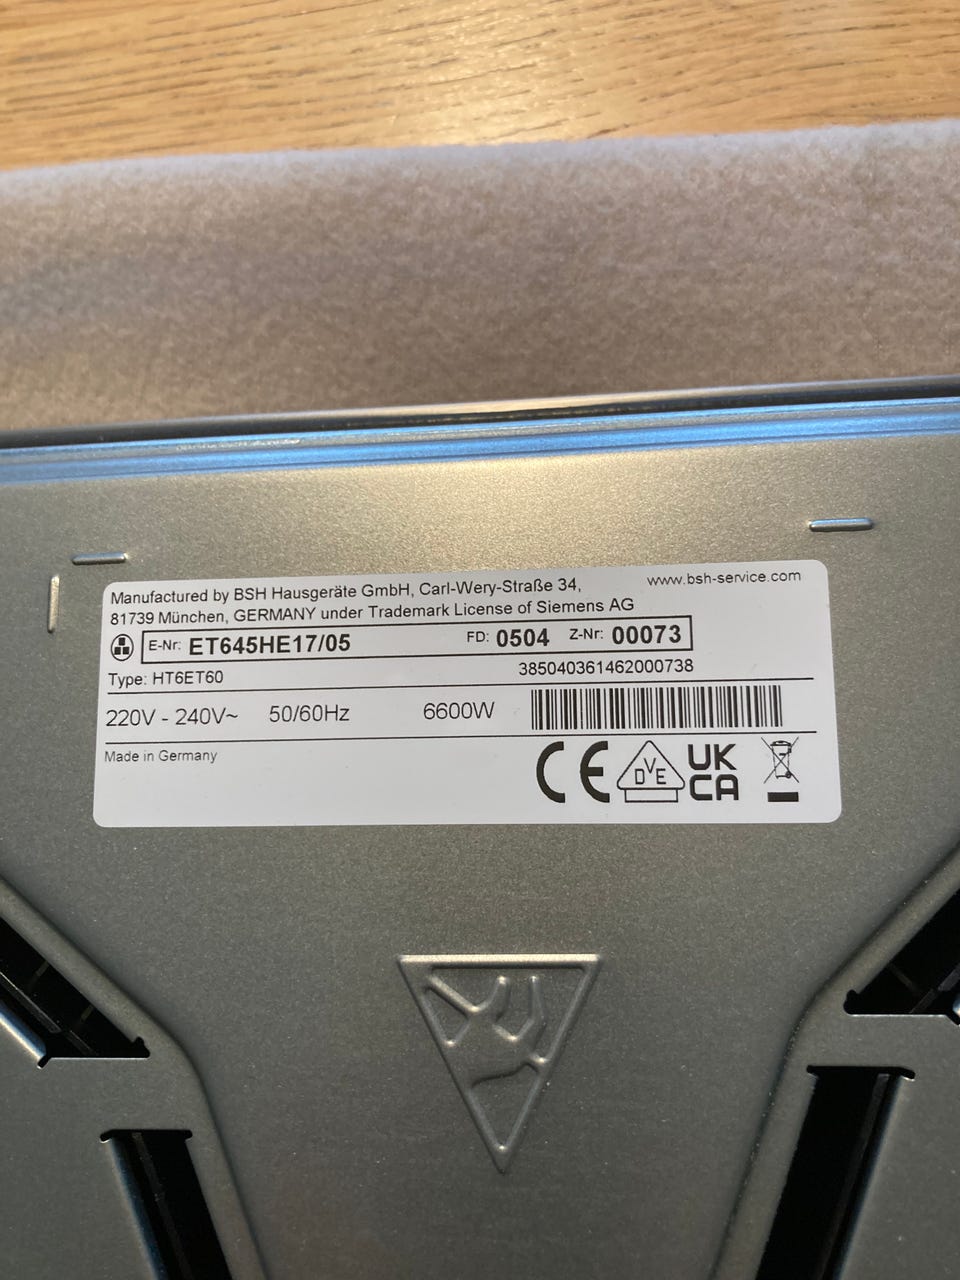 Manufactured by BSH Hausgeräte GmbH, Carl-Wery-Straße 34,
81739 München, GERMANY under Trademark License of Siemens AG
www.bsh-service.com
E-Nr: ET645HE17/05 FD: 0504 Z-Nr: 00073
Type: HT6ET60 385040361462000738
220V - 240V~ 50/60Hz 6600W
Made in Germany
CE DVE UK
CA